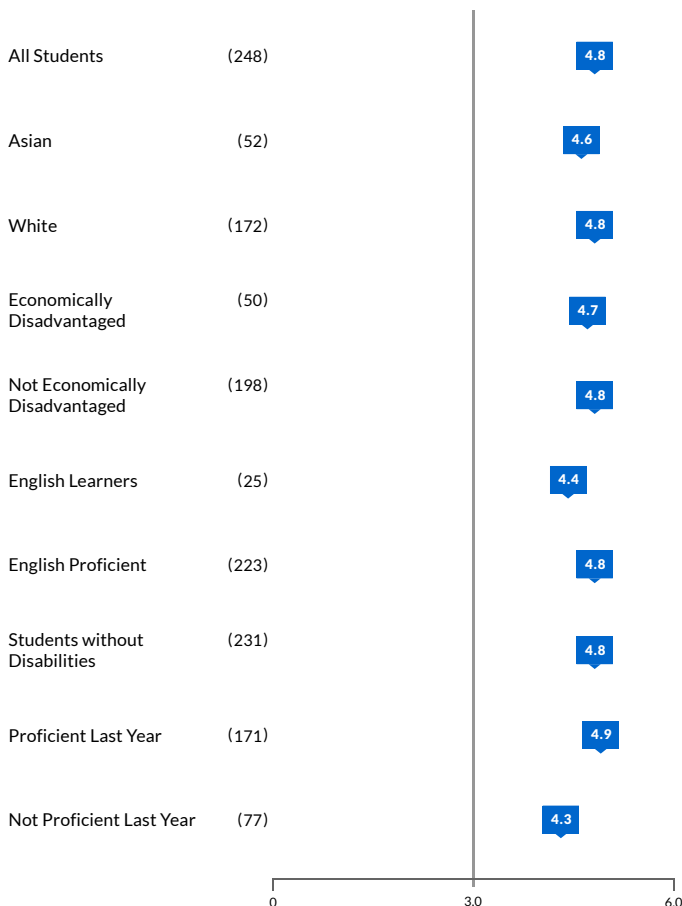 All Students (248) 4.8
Asian (52) 4.6
White (172) 4.8
Economically (50)
Disadvantaged 4.7
Not Economically (198)
Disadvantaged 4.8
English Learners (25) 4.4
English Proficient (223) 4.8
Students without (231)
Disabilities 4.8
Proficient Last Year (171) 4.9
Not Proficient Last Year (77) 4.3
0 3.0 6.0